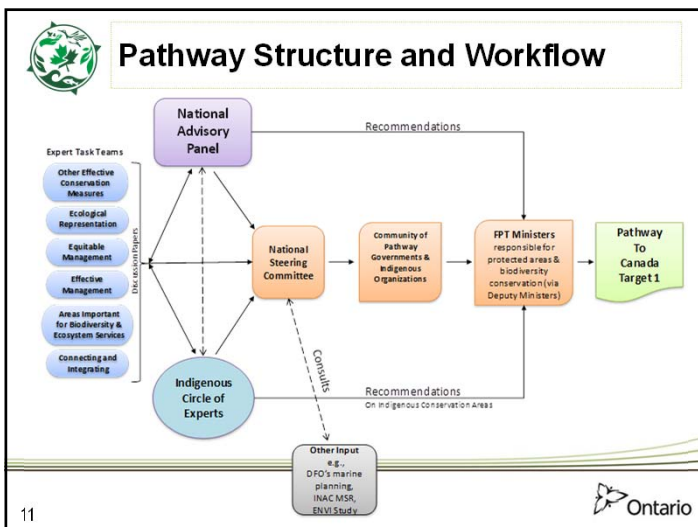 Pathway Structure and Workflow
National
Advisory
Panel
Recommendations
Expert Task Teams
Other Effective
Conservation
Measures
Ecological
Representation
Equitable
Management
Effective
Management
Areas Important
for Biodiversity &
Ecosystem Services
Connecting and
Integrating
Discussion Papers
National
Steering
Committee
Community of
Pathway
Governments &
Indigenous
Organizations
FPT Ministers
responsible for
protected areas &
biodiversity
conservation (via
Deputy Ministers)
Pathway
To
Canada
Target 1
Indigenous
Circle of
Experts
Consults
Recommendations
On Indigenous Conservation Areas
Other Input
e.g.,
DFO's marine
planning,
INAC MSR,
ENVI Study
11
Ontario